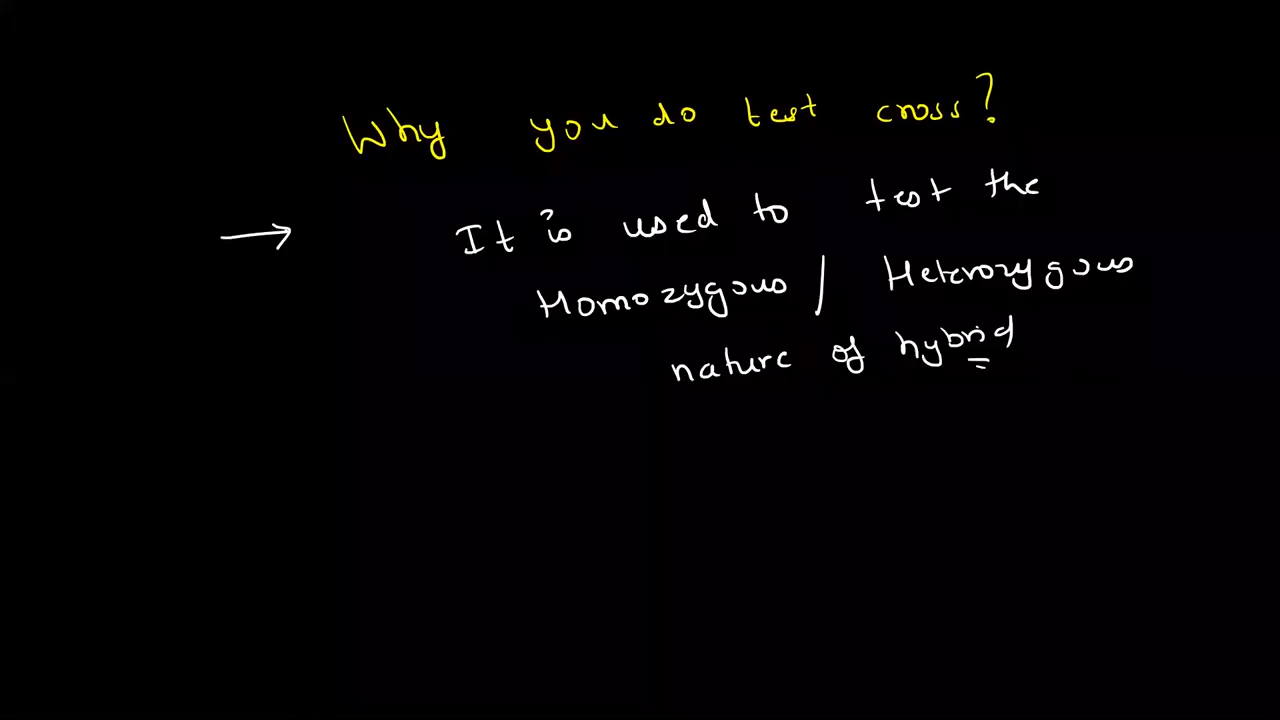 Why you do test cross?
→ It is used to test the
Homozygous / Heterozygous
nature of hybrid